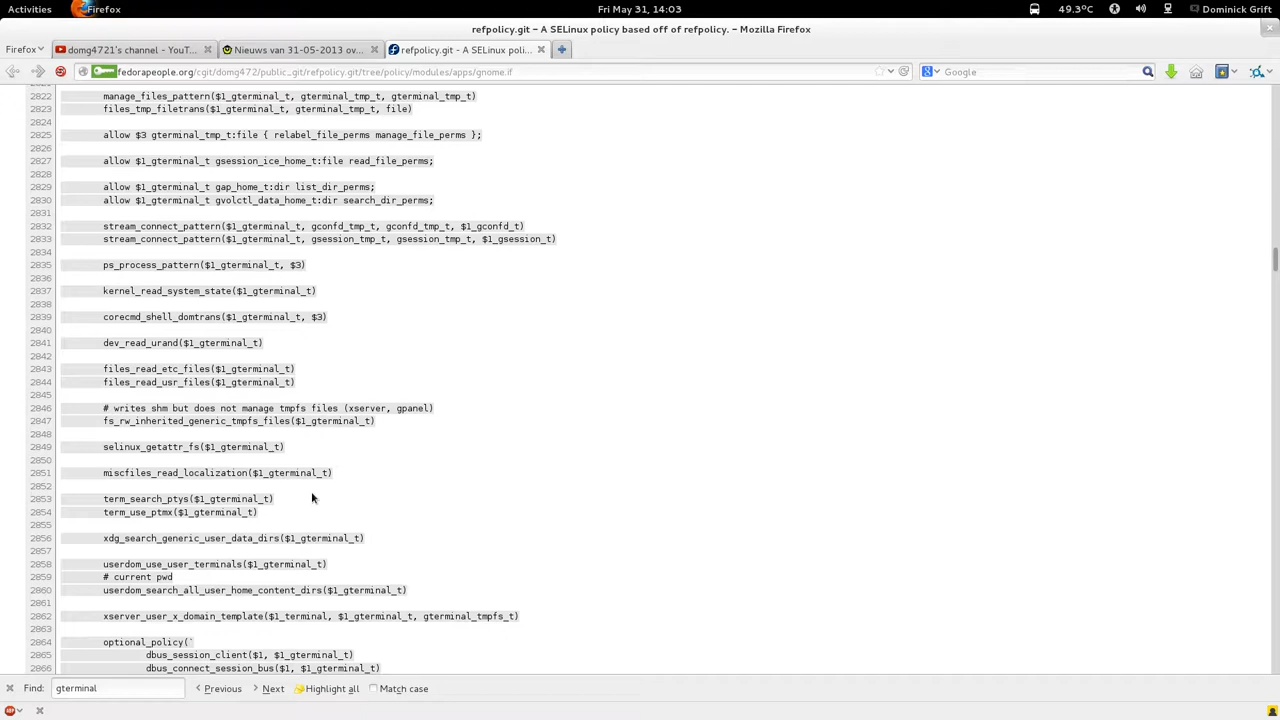 Activities Firefox Fri May 31, 14:03 49.3°C Dominick Grift
refpolicy.git - A SELinux policy based off of refpolicy. - Mozilla Firefox
Firefox domg4721's channel - YouT... Nieuws van 31-05-2013 ov... refpolicy.git - A SELinux poli...
fedorapeople.org/cgit/domg472/public_git/refpolicy.git/tree/policy/modules/apps/gnome.if Google
2822 manage_files_pattern($1_gterminal_t, gterminal_tmp_t, gterminal_tmp_t)
2823 files_tmp_filetrans($1_gterminal_t, gterminal_tmp_t, file)
2824
2825 allow $3 gterminal_tmp_t:file { relabel_file_perms manage_file_perms };
2826
2827 allow $1_gterminal_t gsession_ice_home_t:file read_file_perms;
2828
2829 allow $1_gterminal_t gap_home_t:dir list_dir_perms;
2830 allow $1_gterminal_t gvolctl_data_home_t:dir search_dir_perms;
2831
2832 stream_connect_pattern($1_gterminal_t, gconfd_tmp_t, gconfd_tmp_t, $1_gconfd_t)
2833 stream_connect_pattern($1_gterminal_t, gsession_tmp_t, gsession_tmp_t, $1_gsession_t)
2834
2835 ps_process_pattern($1_gterminal_t, $3)
2836
2837 kernel_read_system_state($1_gterminal_t)
2838
2839 corecmd_shell_domtrans($1_gterminal_t, $3)
2840
2841 dev_read_urand($1_gterminal_t)
2842
2843 files_read_etc_files($1_gterminal_t)
2844 files_read_usr_files($1_gterminal_t)
2845
2846 # writes shm but does not manage tmpfs files (xserver, gpanel)
2847 fs_rw_inherited_generic_tmpfs_files($1_gterminal_t)
2848
2849 selinux_getattr_fs($1_gterminal_t)
2850
2851 miscfiles_read_localization($1_gterminal_t)
2852
2853 term_search_ptys($1_gterminal_t)
2854 term_use_ptmx($1_gterminal_t)
2855
2856 xdg_search_generic_user_data_dirs($1_gterminal_t)
2857
2858 userdom_use_user_terminals($1_gterminal_t)
2859 # current pwd
2860 userdom_search_all_user_home_content_dirs($1_gterminal_t)
2861
2862 xserver_user_x_domain_template($1_terminal, $1_gterminal_t, gterminal_tmpfs_t)
2863
2864 optional_policy(`
2865 dbus_session_client($1, $1_gterminal_t)
2866 dbus_connect_session_bus($1, $1_gterminal_t)
Find: gterminal Previous Next Highlight all Match case